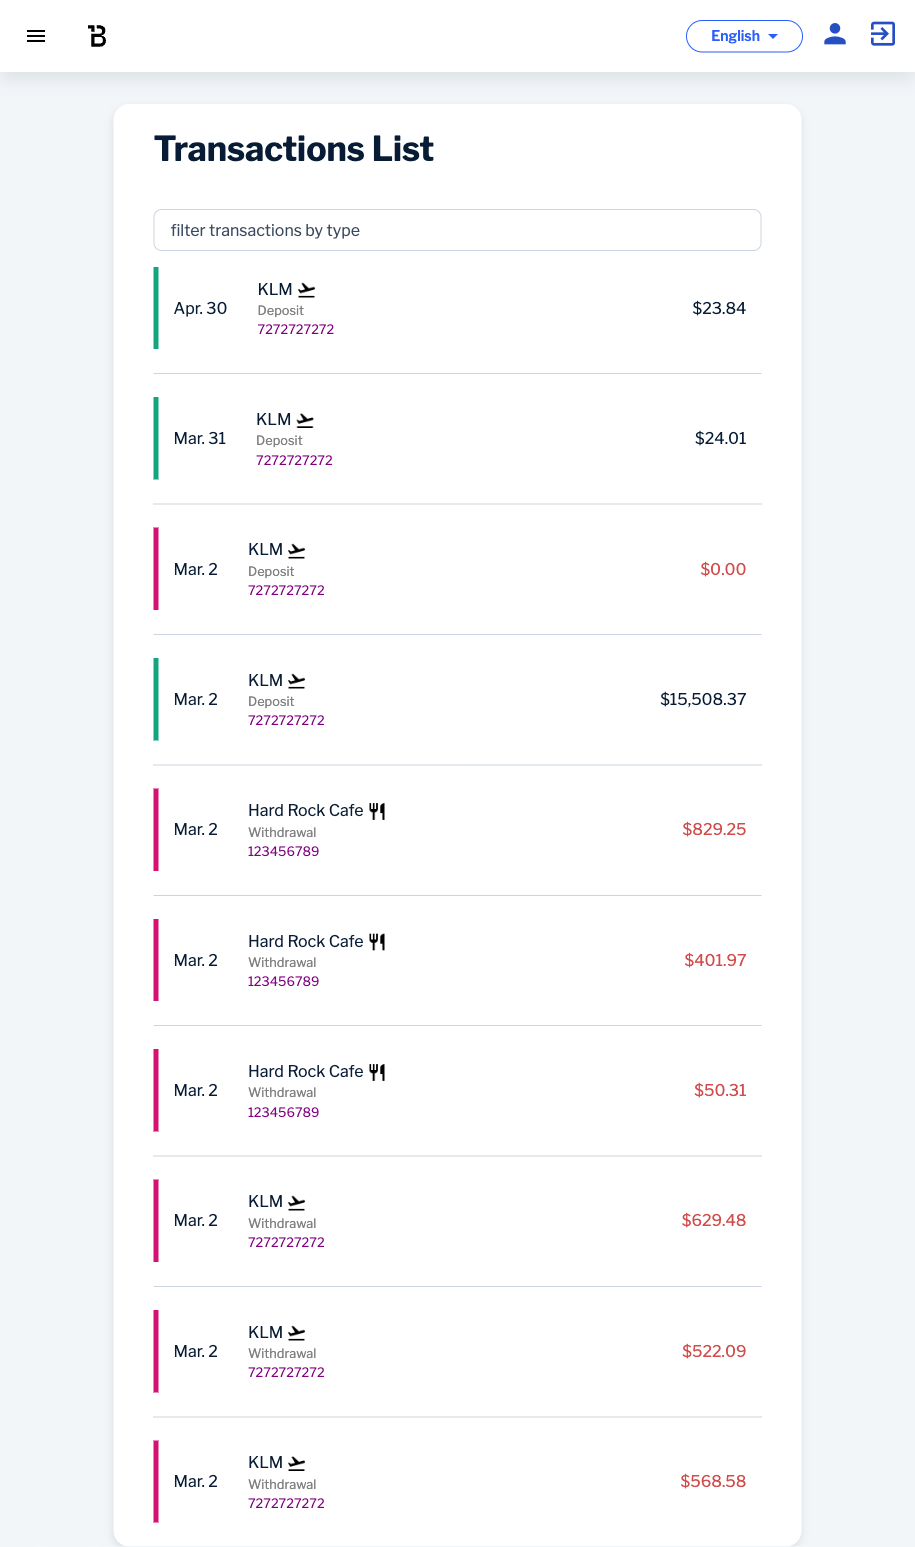 English
Transactions List
filter transactions by type
KLM
Apr. 30
Deposit
$23.84
7272727272
KLM
Mar. 31
Deposit
$24.01
7272727272
KLM
Mar. 2
Deposit
$0.00
7272727272
KLM
Mar. 2
Deposit
$15,508.37
7272727272
Hard Rock Cafe
Mar. 2
Withdrawal
$829.25
123456789
Hard Rock Cafe
Mar. 2
Withdrawal
$401.97
123456789
Hard Rock Cafe
Mar. 2
Withdrawal
$50.31
123456789
KLM
Mar. 2
Withdrawal
$629.48
7272727272
KLM
Mar. 2
Withdrawal
$522.09
7272727272
KLM
Mar. 2
Withdrawal
$568.58
7272727272